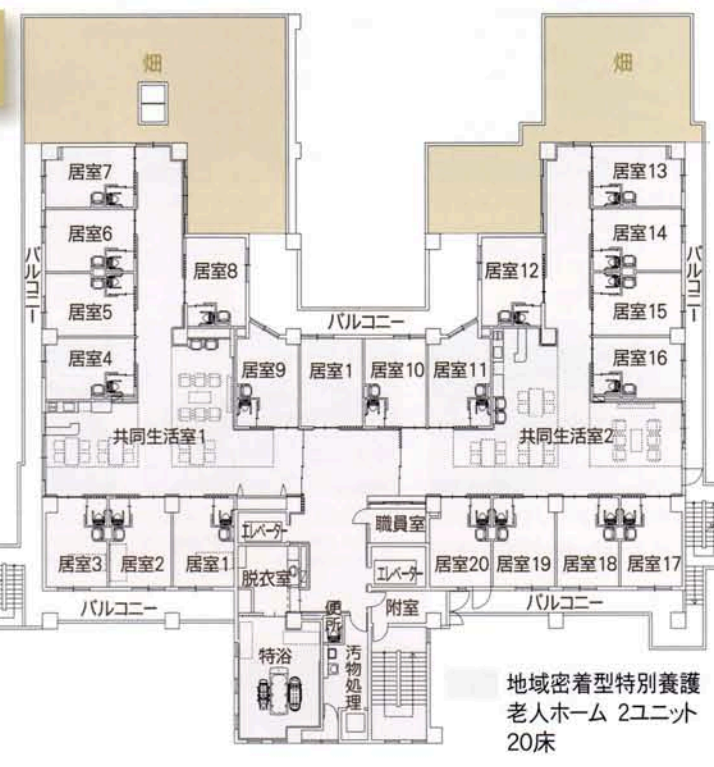 畑
畑
居室7
居室13
居室6
居室14
バルコニー
居室8
居室12
バルコニー
居室5
居室15
バルコニー
居室4
居室9
居室1
居室10
居室11
居室16
共同生活室1
共同生活室2
エレベーター
職員室
居室3
居室2
居室1
脱衣室
エレベーター
居室20
居室19
居室18
居室17
バルコニー
便所
附室
バルコニー
特浴
汚物処理
地域密着型特別養護
老人ホーム 2ユニット
20床